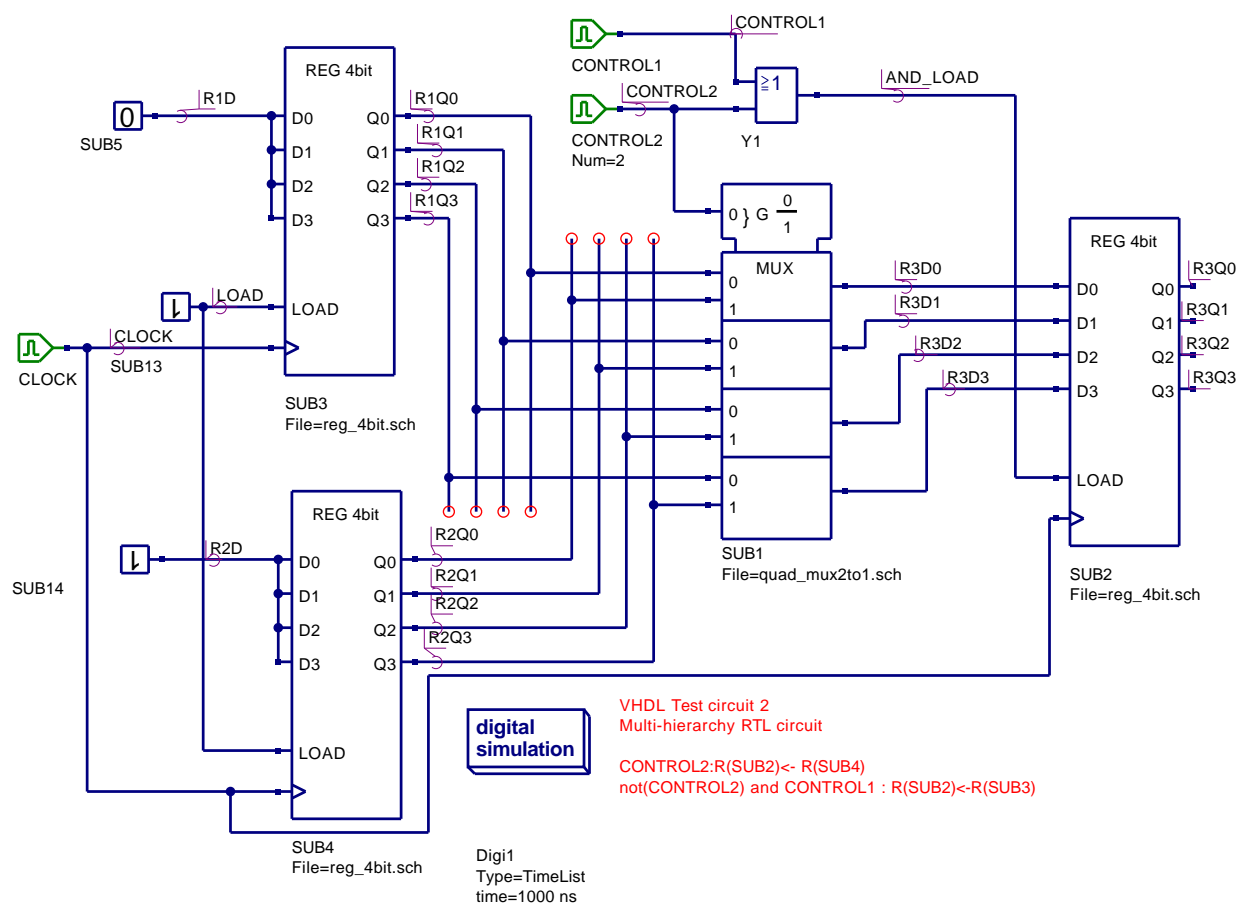 CONTROL1
CONTROL1
CONTROL2
CONTROL2
Num=2
≥1
Y1
AND_LOAD
REG 4bit
D0
D1
D2
D3
Q0
Q1
Q2
Q3
LOAD
R1D
0
SUB5
R1Q0
R1Q1
R1Q2
R1Q3
1
LOAD
CLOCK
SUB13
CLOCK
SUB3
File=reg_4bit.sch
0 } G 0
1
MUX
0
1
0
1
0
1
0
1
SUB1
File=quad_mux2to1.sch
R3D0
R3D1
R3D2
R3D3
REG 4bit
D0
D1
D2
D3
Q0
Q1
Q2
Q3
LOAD
R3Q0
R3Q1
R3Q2
R3Q3
SUB2
File=reg_4bit.sch
1
R2D
SUB14
REG 4bit
D0
D1
D2
D3
Q0
Q1
Q2
Q3
LOAD
R2Q0
R2Q1
R2Q2
R2Q3
SUB4
File=reg_4bit.sch
digital
simulation
VHDL Test circuit 2
Multi-hierarchy RTL circuit
CONTROL2:R(SUB2)<- R(SUB4)
not(CONTROL2) and CONTROL1 : R(SUB2)<-R(SUB3)
Digi1
Type=TimeList
time=1000 ns